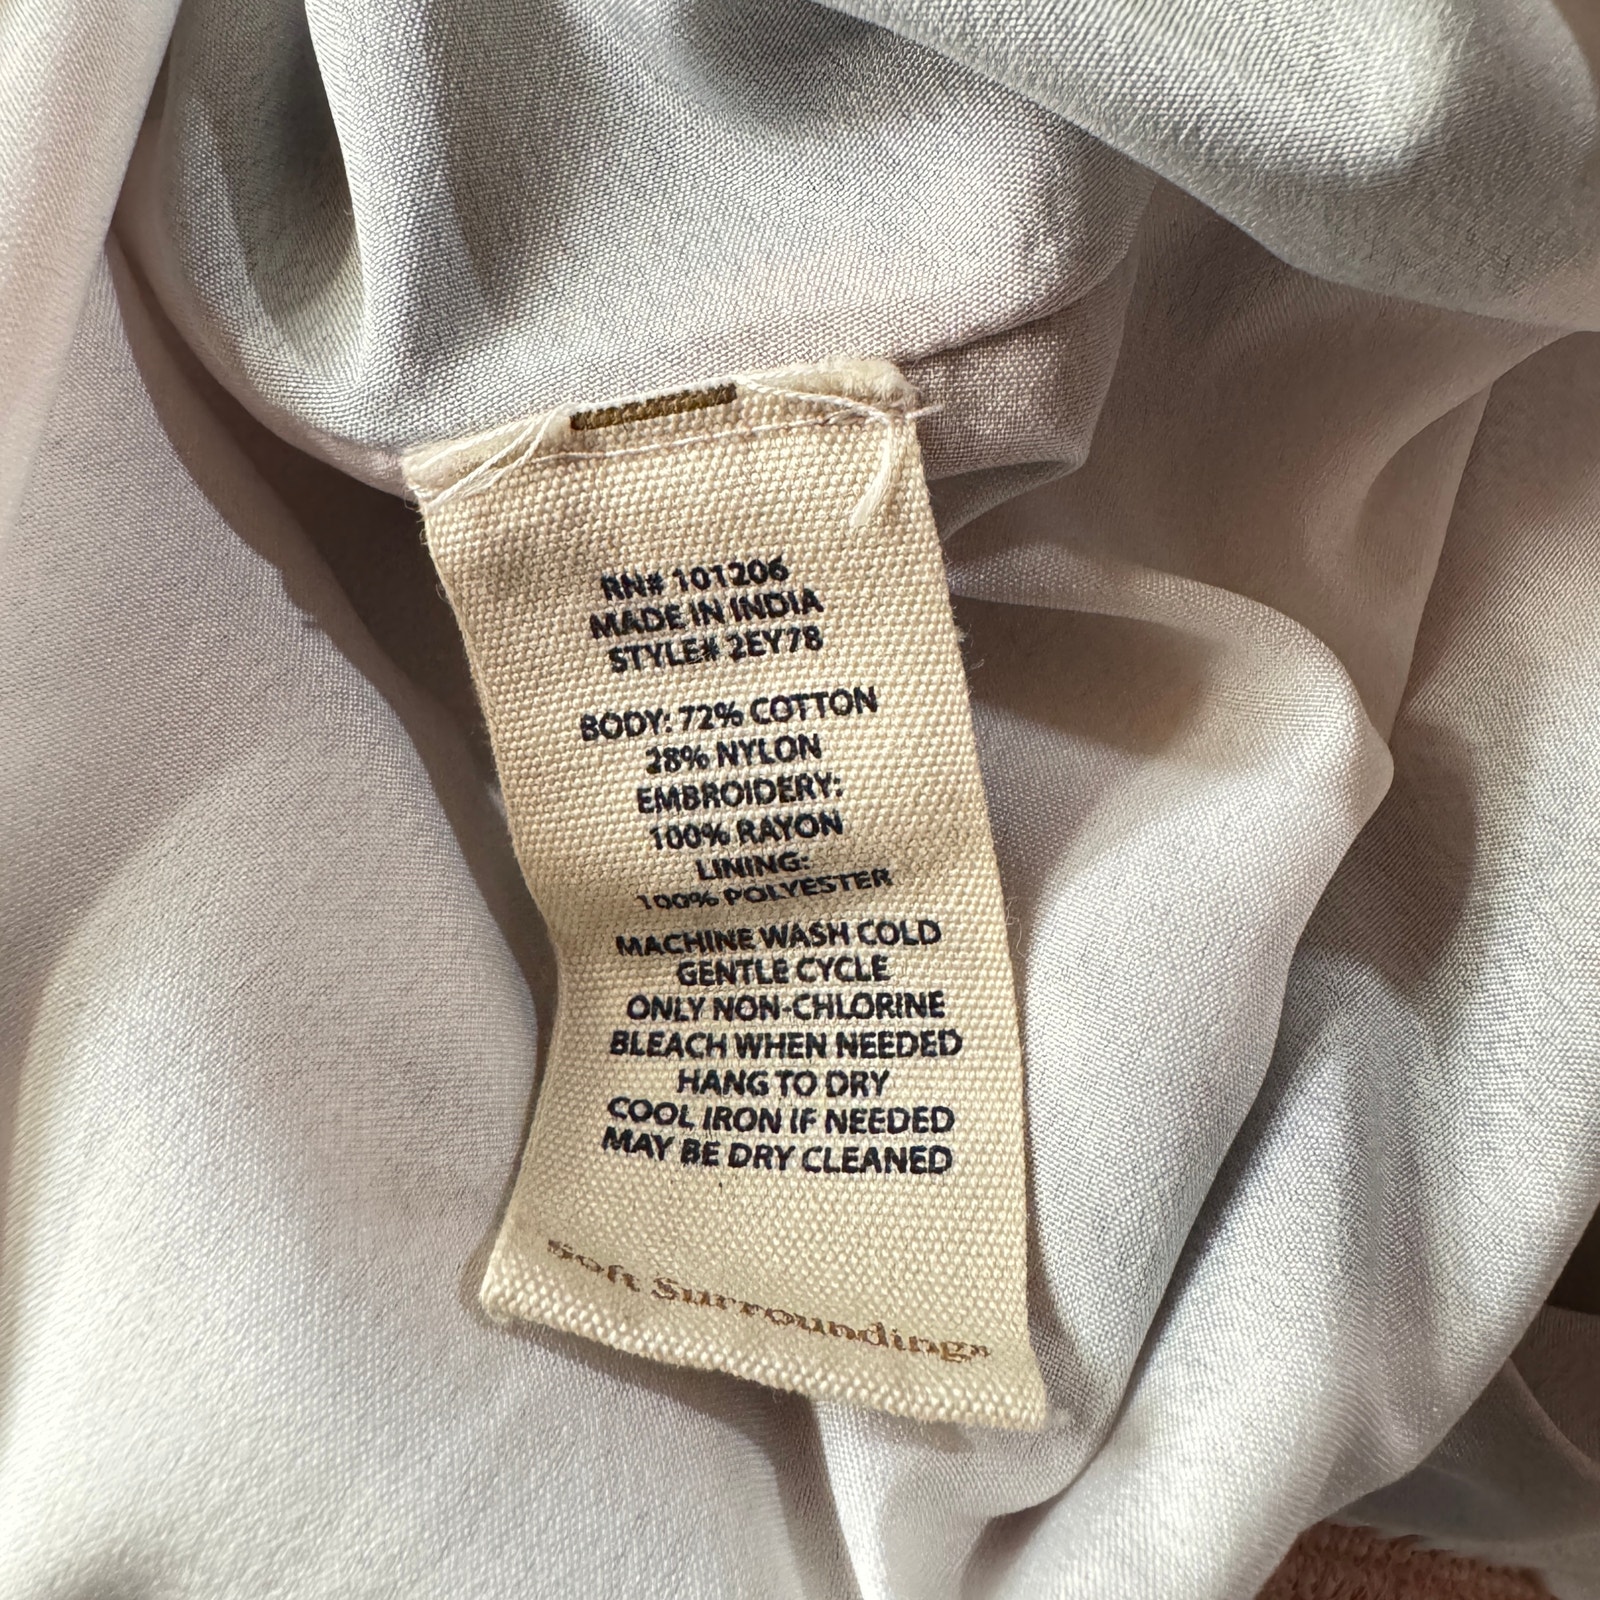 RN# 101206
MADE IN INDIA
STYLE# 2EY78
BODY: 72% COTTON
28% NYLON
EMBROIDERY:
100% RAYON
LINING:
100% POLYESTER
MACHINE WASH COLD
GENTLE CYCLE
ONLY NON-CHLORINE
BLEACH WHEN NEEDED
HANG TO DRY
COOL IRON IF NEEDED
MAY BE DRY CLEANED
Soft Surroundings